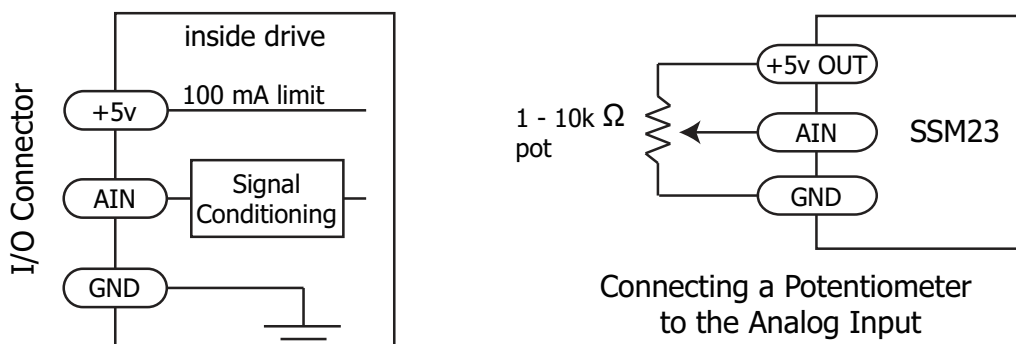 I/O Connector
inside drive
+5v
100 mA limit
AIN
Signal
Conditioning
GND
1 - 10k Ω
pot
+5v OUT
AIN
GND
SSM23
Connecting a Potentiometer
to the Analog Input